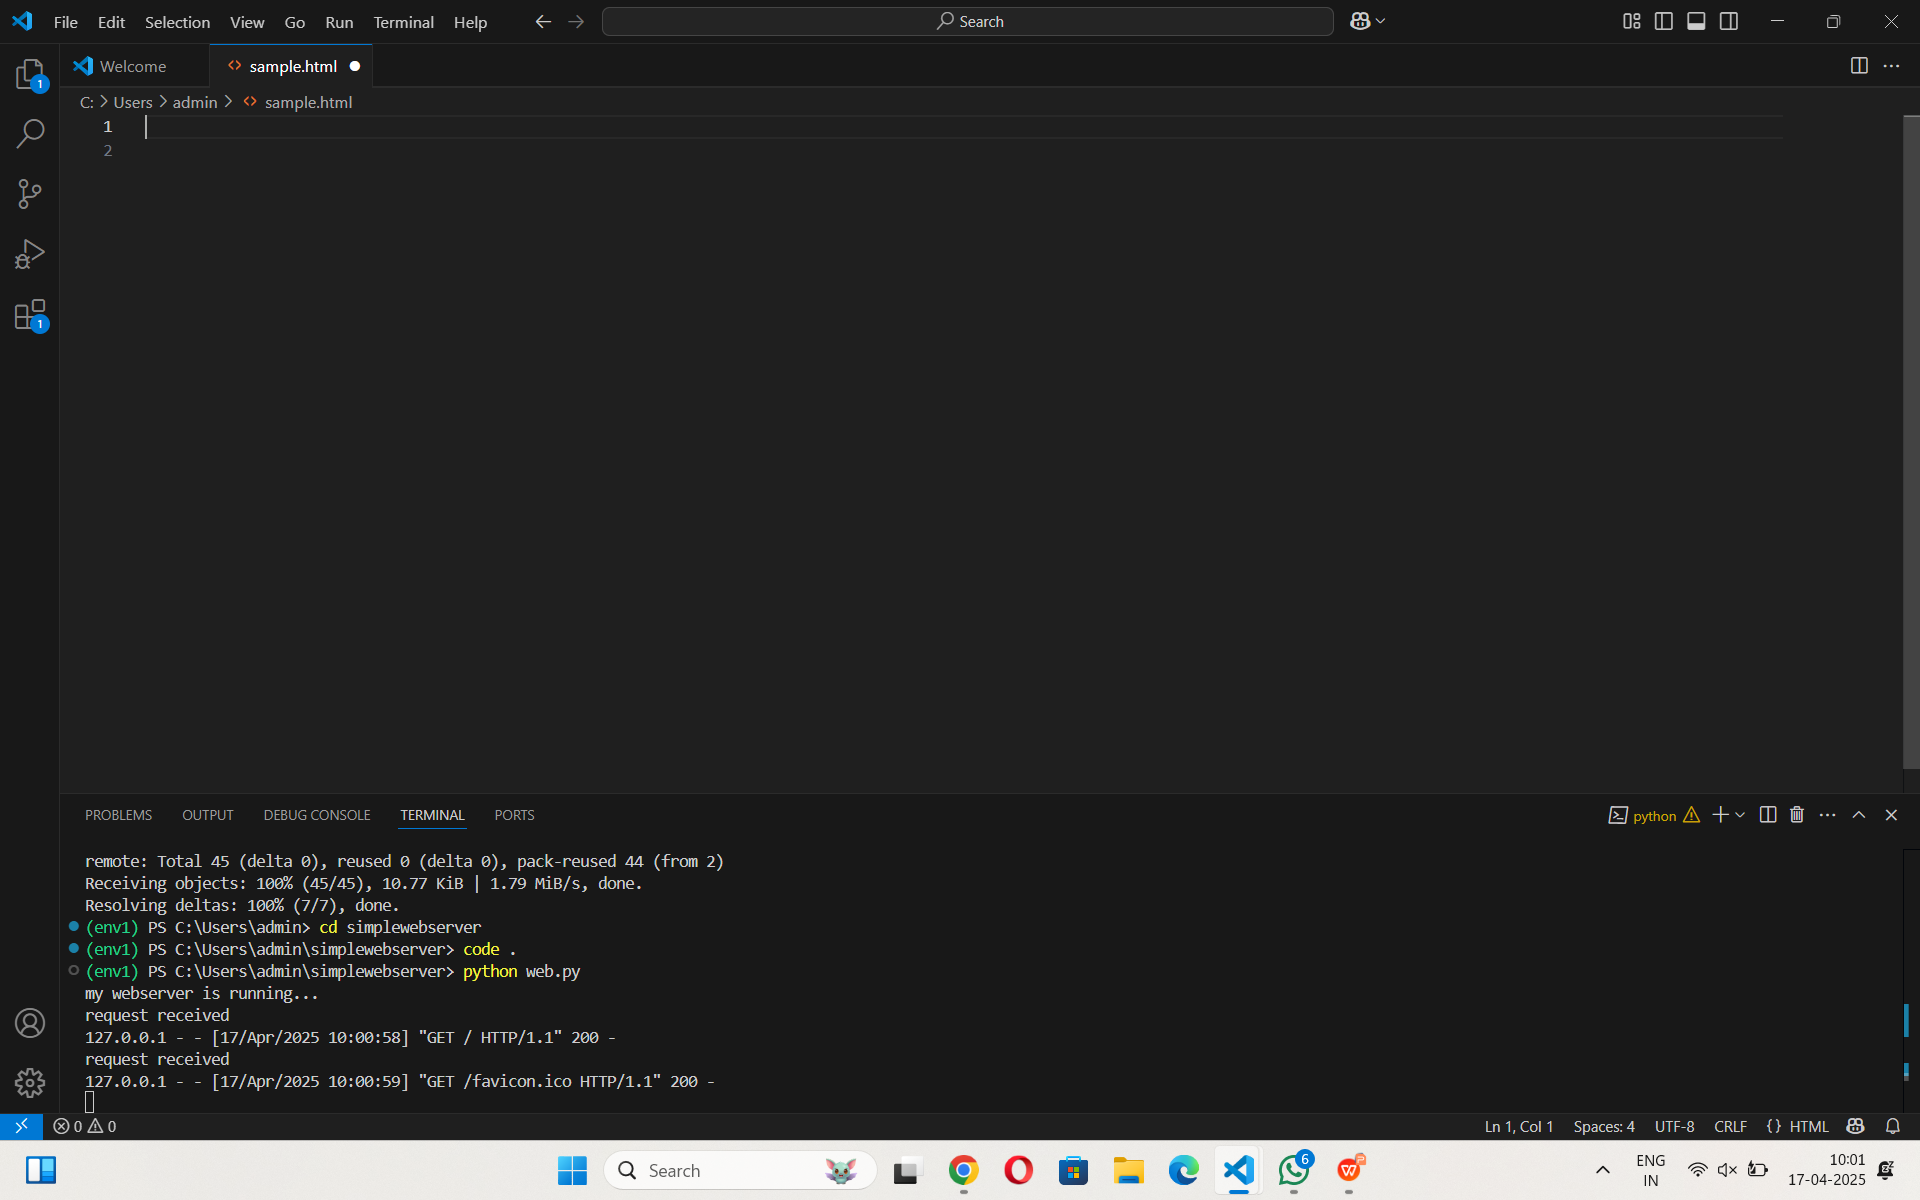 File Edit Selection View Go Run Terminal Help
Search
Welcome
sample.html
C: > Users > admin > sample.html
1
2
1
1
PROBLEMS OUTPUT DEBUG CONSOLE TERMINAL PORTS
python
remote: Total 45 (delta 0), reused 0 (delta 0), pack-reused 44 (from 2)
Receiving objects: 100% (45/45), 10.77 KiB | 1.79 MiB/s, done.
Resolving deltas: 100% (7/7), done.
(env1) PS C:\Users\admin> cd simplewebserver
(env1) PS C:\Users\admin\simplewebserver> code .
(env1) PS C:\Users\admin\simplewebserver> python web.py
my webserver is running...
request received
127.0.0.1 - - [17/Apr/2025 10:00:58] "GET / HTTP/1.1" 200 -
request received
127.0.0.1 - - [17/Apr/2025 10:00:59] "GET /favicon.ico HTTP/1.1" 200 -
0 0
Ln 1, Col 1 Spaces: 4 UTF-8 CRLF {} HTML
Search
6
ENG
IN
10:01
17-04-2025